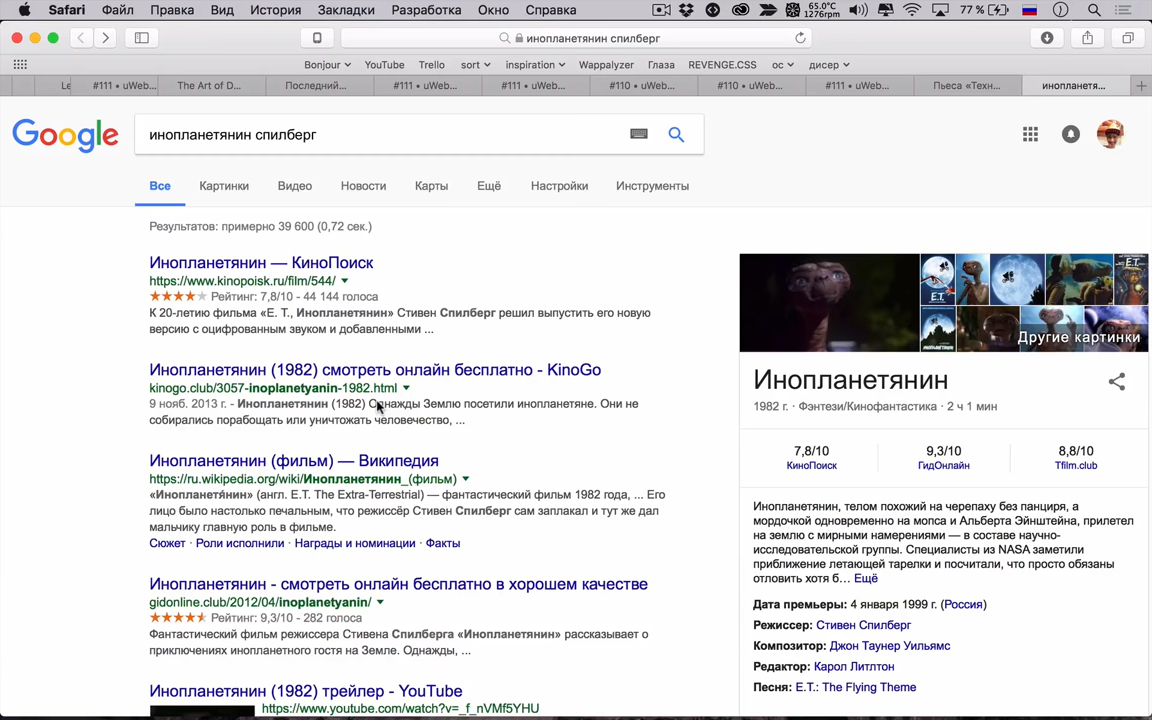 Safari Файл Правка Вид История Закладки Разработка Окно Справка 65.0°C 1276rpm 77 %
инопланетянин спилберг
Bonjour YouTube Trello sort inspiration Wappalyzer Глаза REVENGE.CSS ос дисер
Le #111 • uWeb... The Art of D... Последний... #111 • uWeb... #111 • uWeb... #110 • uWeb... #110 • uWeb... #111 • uWeb... Пьеса «Техн... инопланетя...
Google инопланетянин спилберг
Все Картинки Видео Новости Карты Ещё Настройки Инструменты
Результатов: примерно 39 600 (0,72 сек.)
Инопланетянин — КиноПоиск
https://www.kinopoisk.ru/film/544/
Рейтинг: 7,8/10 - 44 144 голоса
К 20-летию фильма «Е. Т., Инопланетянин» Стивен Спилберг решил выпустить его новую
версию с оцифрованным звуком и добавленными ...
Инопланетянин (1982) смотреть онлайн бесплатно - KinoGo
kinogo.club/3057-inoplanetyanin-1982.html
9 нояб. 2013 г. - Инопланетянин (1982) Однажды Землю посетили инопланетяне. Они не
собирались порабощать или уничтожать человечество, ...
Инопланетянин (фильм) — Википедия
https://ru.wikipedia.org/wiki/Инопланетянин_(фильм)
«Инопланетя́нин» (англ. E.T. The Extra-Terrestrial) — фантастический фильм 1982 года, ... Его
лицо было настолько печальным, что режиссёр Стивен Спилберг сам заплакал и тут же дал
мальчику главную роль в фильме.
Сюжет · Роли исполнили · Награды и номинации · Факты
Инопланетянин - смотреть онлайн бесплатно в хорошем качестве
gidonline.club/2012/04/inoplanetyanin/
Рейтинг: 9,3/10 - 282 голоса
Фантастический фильм режиссера Стивена Спилберга «Инопланетянин» рассказывает о
приключениях инопланетного гостя на Земле. Однажды, ...
Инопланетянин (1982) трейлер - YouTube
https://www.youtube.com/watch?v=_f_nVMf5YHU
E.T.
Другие картинки
Инопланетянин
1982 г. · Фэнтези/Кинофантастика · 2 ч 1 мин
7,8/10 9,3/10 8,8/10
КиноПоиск ГидОнлайн Tfilm.club
Инопланетянин, телом похожий на черепаху без панциря, а
мордочкой одновременно на мопса и Альберта Эйнштейна, прилетел
на землю с мирными намерениями — в составе научно-
исследовательской группы. Специалисты из NASA заметили
приближение летающей тарелки и посчитали, что просто обязаны
отловить хотя б... Ещё
Дата премьеры: 4 января 1999 г. (Россия)
Режиссер: Стивен Спилберг
Композитор: Джон Таунер Уильямс
Редактор: Карол Литлтон
Песня: E.T.: The Flying Theme